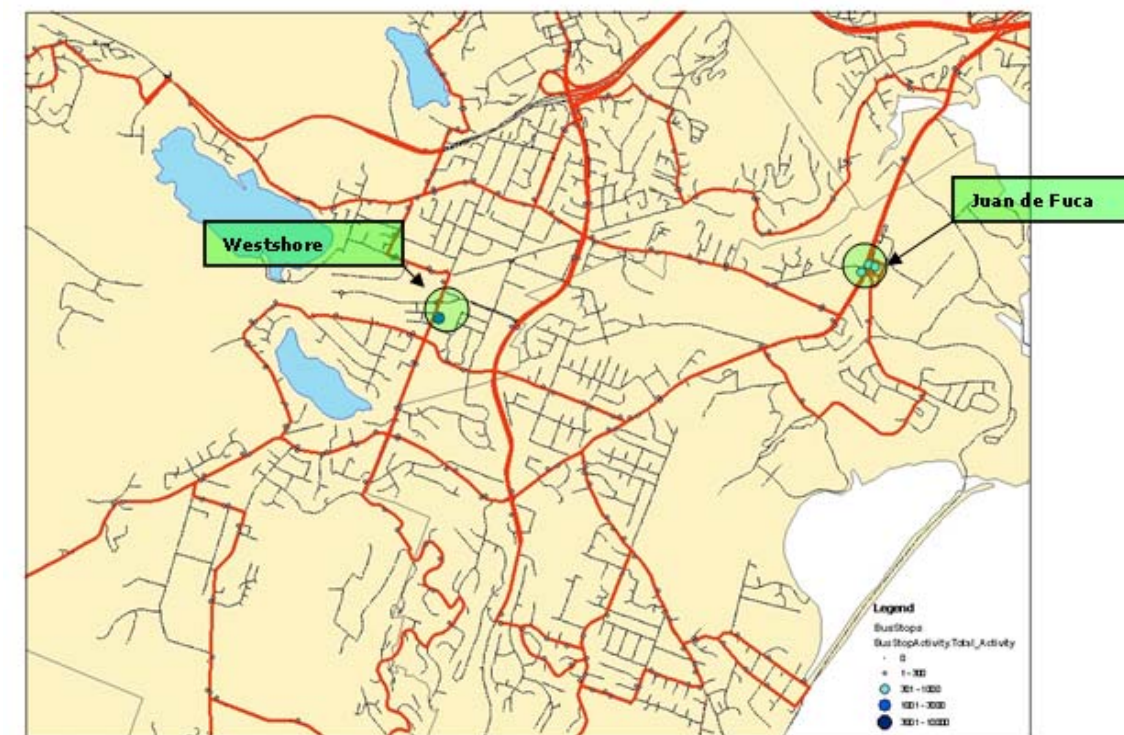 Juan de Fuca
Westshore
Legend
BusStops
BusStopActivity.Total_Activity
0
1 - 300
301 - 1000
1001 - 3000
3001 - 10000